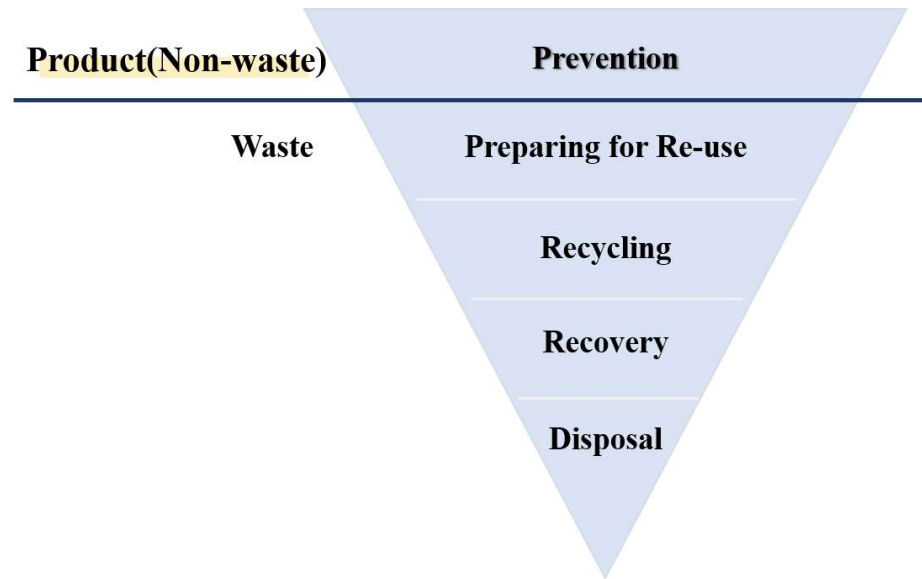 Product(Non-waste)
Prevention
Waste
Preparing for Re-use
Recycling
Recovery
Disposal